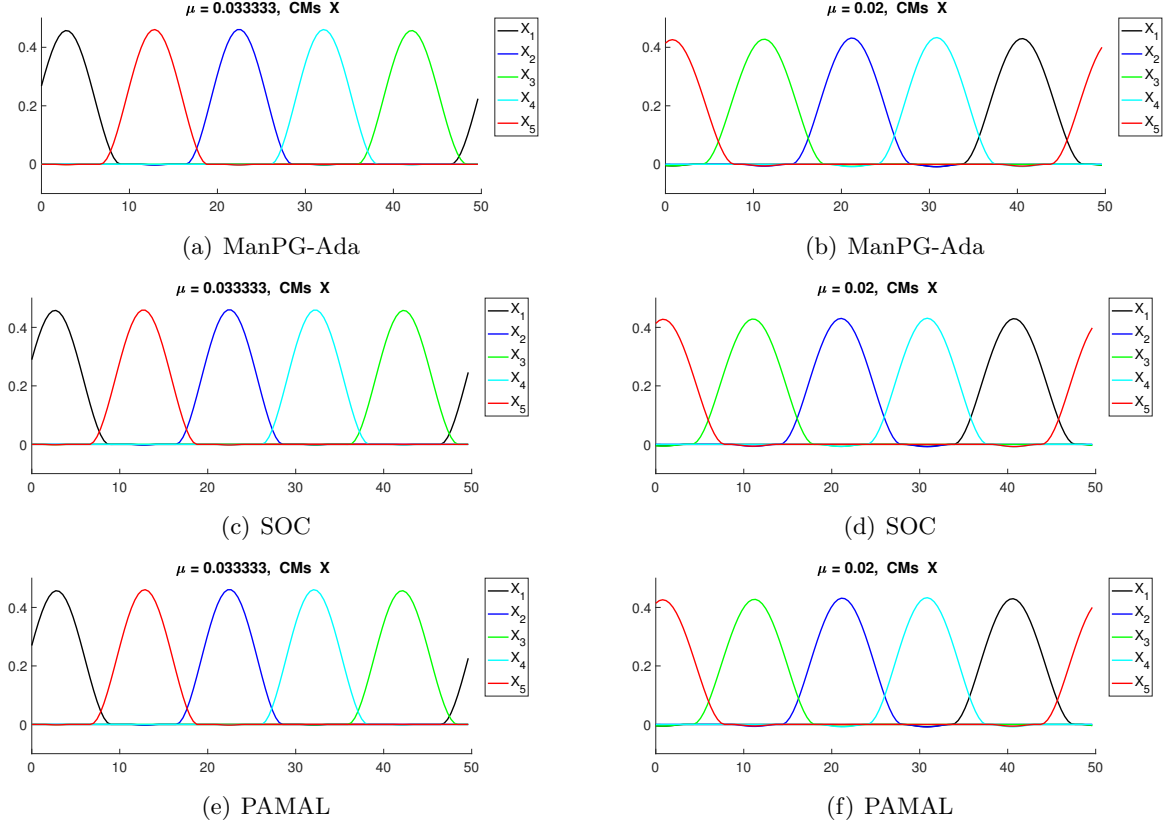 μ = 0.033333, CMs X
0.4
0.2
0
0 10 20 30 40 50
X1
X2
X3
X4
X5
(a) ManPG-Ada
μ = 0.02, CMs X
0.4
0.2
0
0 10 20 30 40 50
X1
X2
X3
X4
X5
(b) ManPG-Ada
μ = 0.033333, CMs X
0.4
0.2
0
0 10 20 30 40 50
X1
X2
X3
X4
X5
(c) SOC
μ = 0.02, CMs X
0.4
0.2
0
0 10 20 30 40 50
X1
X2
X3
X4
X5
(d) SOC
μ = 0.033333, CMs X
0.4
0.2
0
0 10 20 30 40 50
X1
X2
X3
X4
X5
(e) PAMAL
μ = 0.02, CMs X
0.4
0.2
0
0 10 20 30 40 50
X1
X2
X3
X4
X5
(f) PAMAL